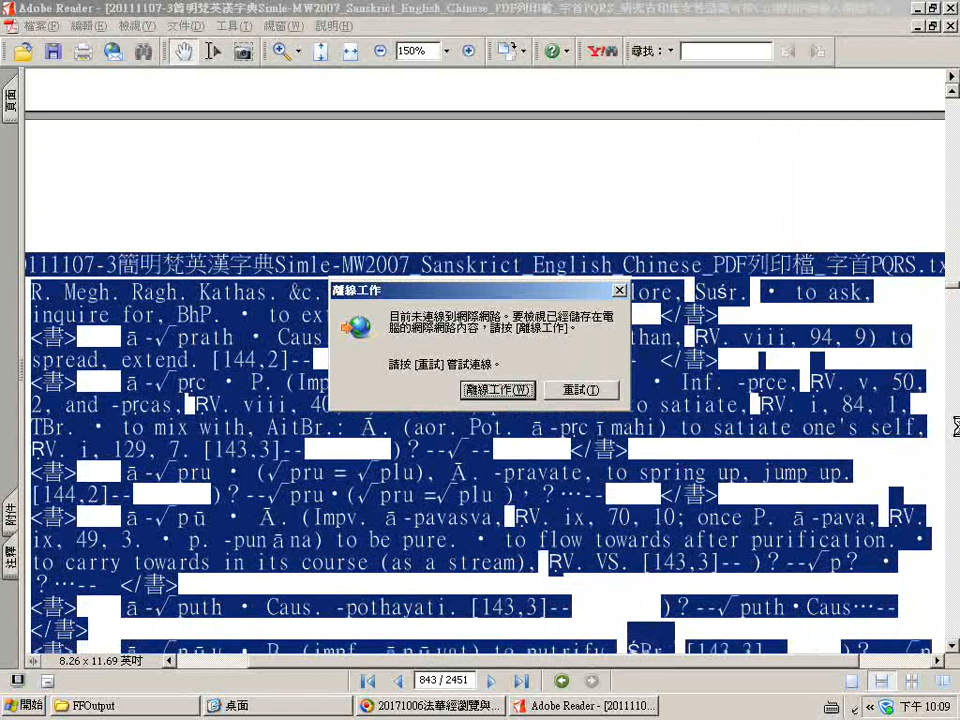 Adobe Reader - [20111107-3簡明梵英漢字典Simle-MW2007_Sanskrict_English_Chinese_PDF列印檔_字首PQRS
檔案(F) 編輯(E) 檢視(V) 文件(D) 工具(T) 視窗(W) 說明(H)
150% 尋找:
頁面
111107-3簡明梵英漢字典Simle-MW2007_Sanskrict_English_Chinese_PDF列印檔_字首PQRS.tx
R. Megh. Ragh. Kathas. &c. lore, Suśr. • to ask,
inquire for, BhP. • to ex </書>
<書> ā-√prath • Caus than, RV. viii, 94, 9) to
spread, extend. [144,2]-- </書>
<書> ā-√pṛc • P. (Imp • Inf. -pṛce, RV. v, 50,
2, and -pṛcas, RV. viii, 40 to satiate, RV. i, 84, 1,
TBr. • to mix with, AitBr.: Ā. (aor. Pot. ā-pṛcīmahi) to satiate one's self,
RV. i, 129, 7. [143,3]-- )?--√-- </書>
<書> ā-√pru • (√pru = √plu), Ā. -pravate, to spring up, jump up.
[144,2]-- )?--√pru•(√pru =√plu ),?…-- </書>
<書> ā-√pū • Ā. (Impv. ā-pavasva, RV. ix, 70, 10; once P. ā-pava, RV.
ix, 49, 3. • p. -punāna) to be pure. • to flow towards after purification. •
to carry towards in its course (as a stream), RV. VS. [143,3]-- )?--√p? •
?…-- </書>
<書> ā-√puth • Caus. -pothayati. [143,3]-- )?--√puth•Caus…--
</書>
離線工作
目前未連線到網際網路。要檢視已經儲存在電
腦的網際網路內容，請按 [離線工作]。
請按 [重試] 嘗試連線。
離線工作(W) 重試(T)
附件
注釋
8.26 x 11.69 英吋
843 / 2451
開始 FFOutput 桌面 20171006法華經瀏覽與... Adobe Reader - [2011110... 下午 10:09